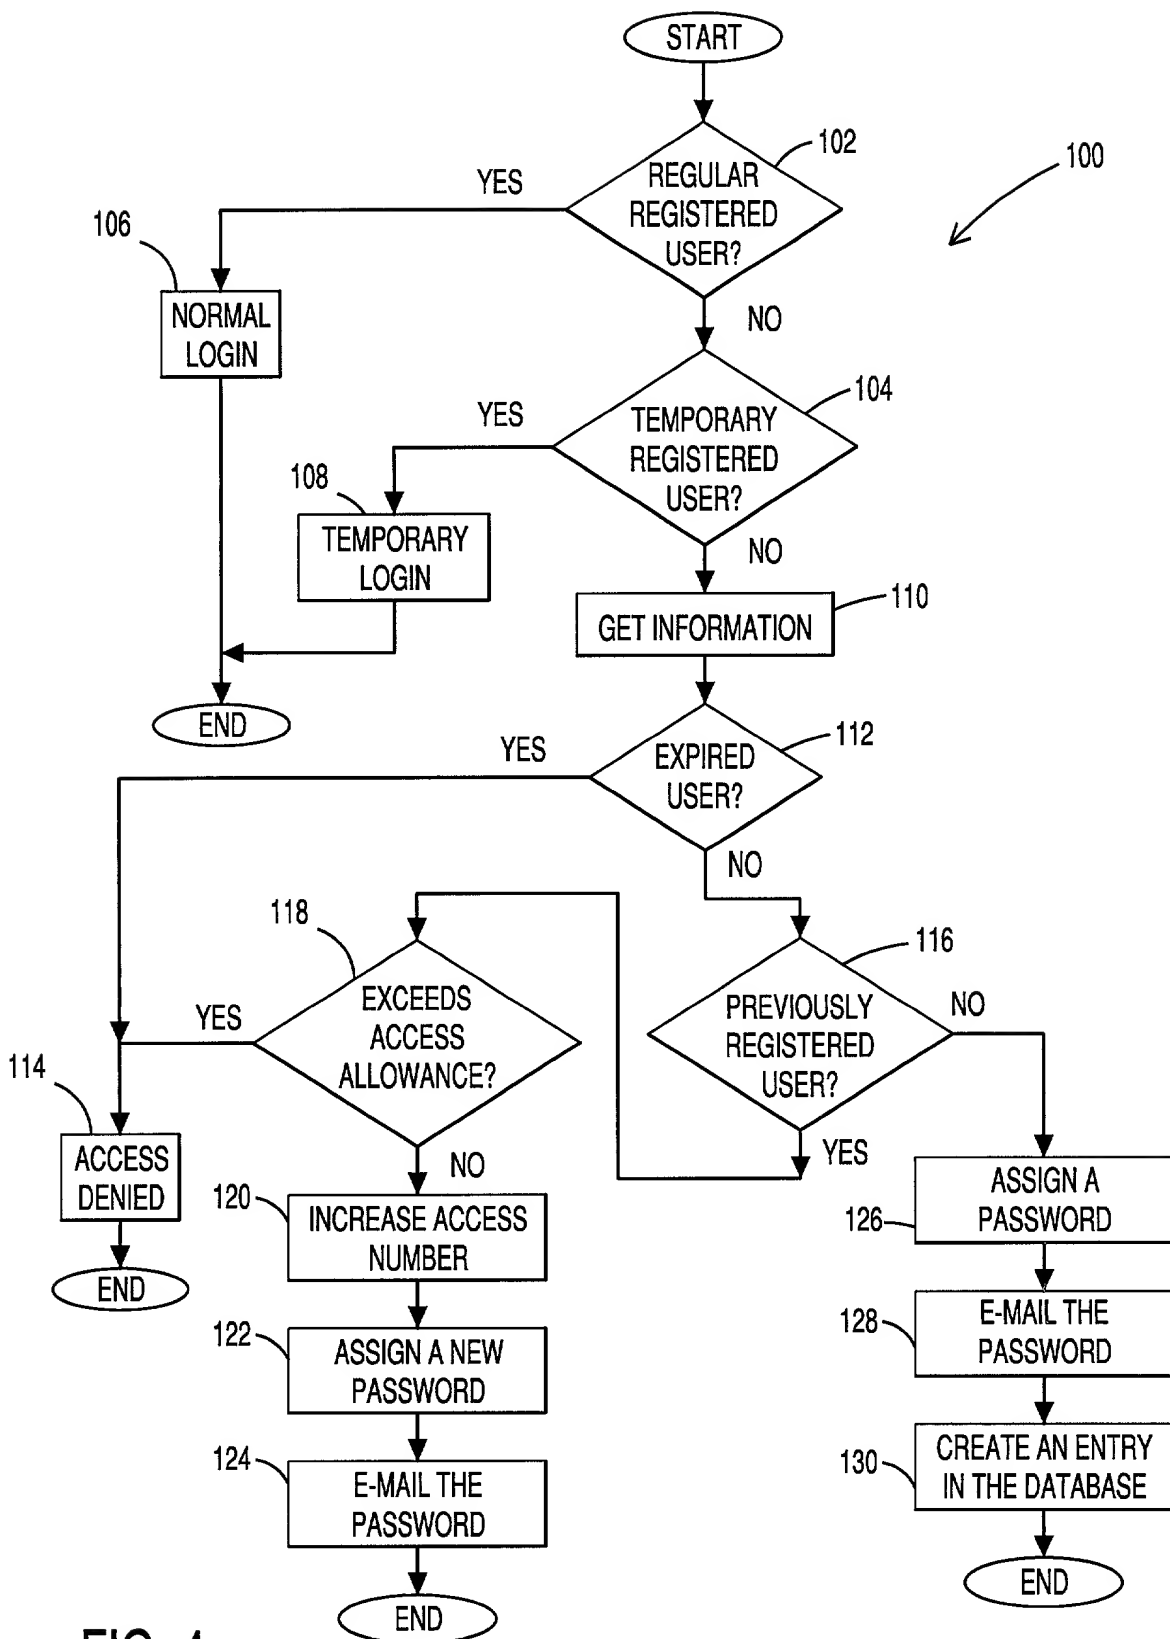 START
102
100
REGULAR
REGISTERED
USER?
YES
106
NORMAL
LOGIN
NO
104
YES
TEMPORARY
REGISTERED
USER?
108
TEMPORARY
LOGIN
NO
110
GET INFORMATION
END
YES
112
EXPIRED
USER?
NO
118
116
EXCEEDS
ACCESS
ALLOWANCE?
YES
PREVIOUSLY
REGISTERED
USER?
NO
114
ACCESS
DENIED
NO
YES
120
INCREASE ACCESS
NUMBER
ASSIGN A
PASSWORD
126
END
122
ASSIGN A NEW
PASSWORD
128
E-MAIL THE
PASSWORD
124
E-MAIL THE
PASSWORD
130
CREATE AN ENTRY
IN THE DATABASE
END
END